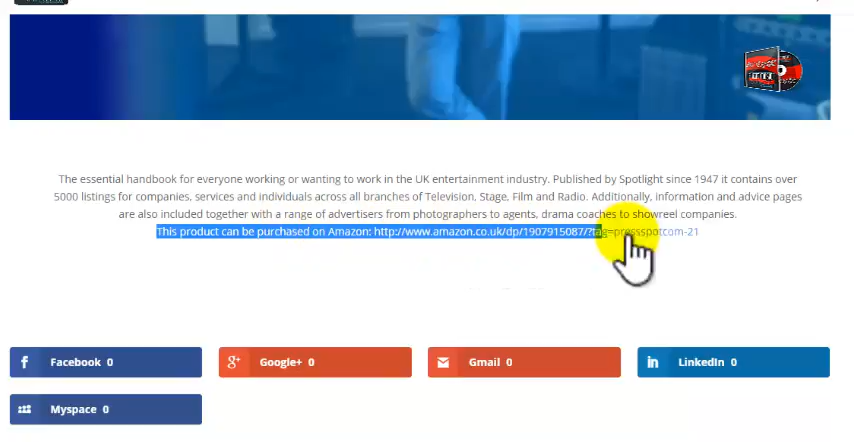 The essential handbook for everyone working or wanting to work in the UK entertainment industry. Published by Spotlight since 1947 it contains over
5000 listings for companies, services and individuals across all branches of Television, Stage, Film and Radio. Additionally, information and advice pages
are also included together with a range of advertisers from photographers to agents, drama coaches to showreel companies.
This product can be purchased on Amazon: http://www.amazon.co.uk/dp/1907915087/?tag=pressspotcom-21
Facebook 0
Google+ 0
Gmail 0
LinkedIn 0
Myspace 0